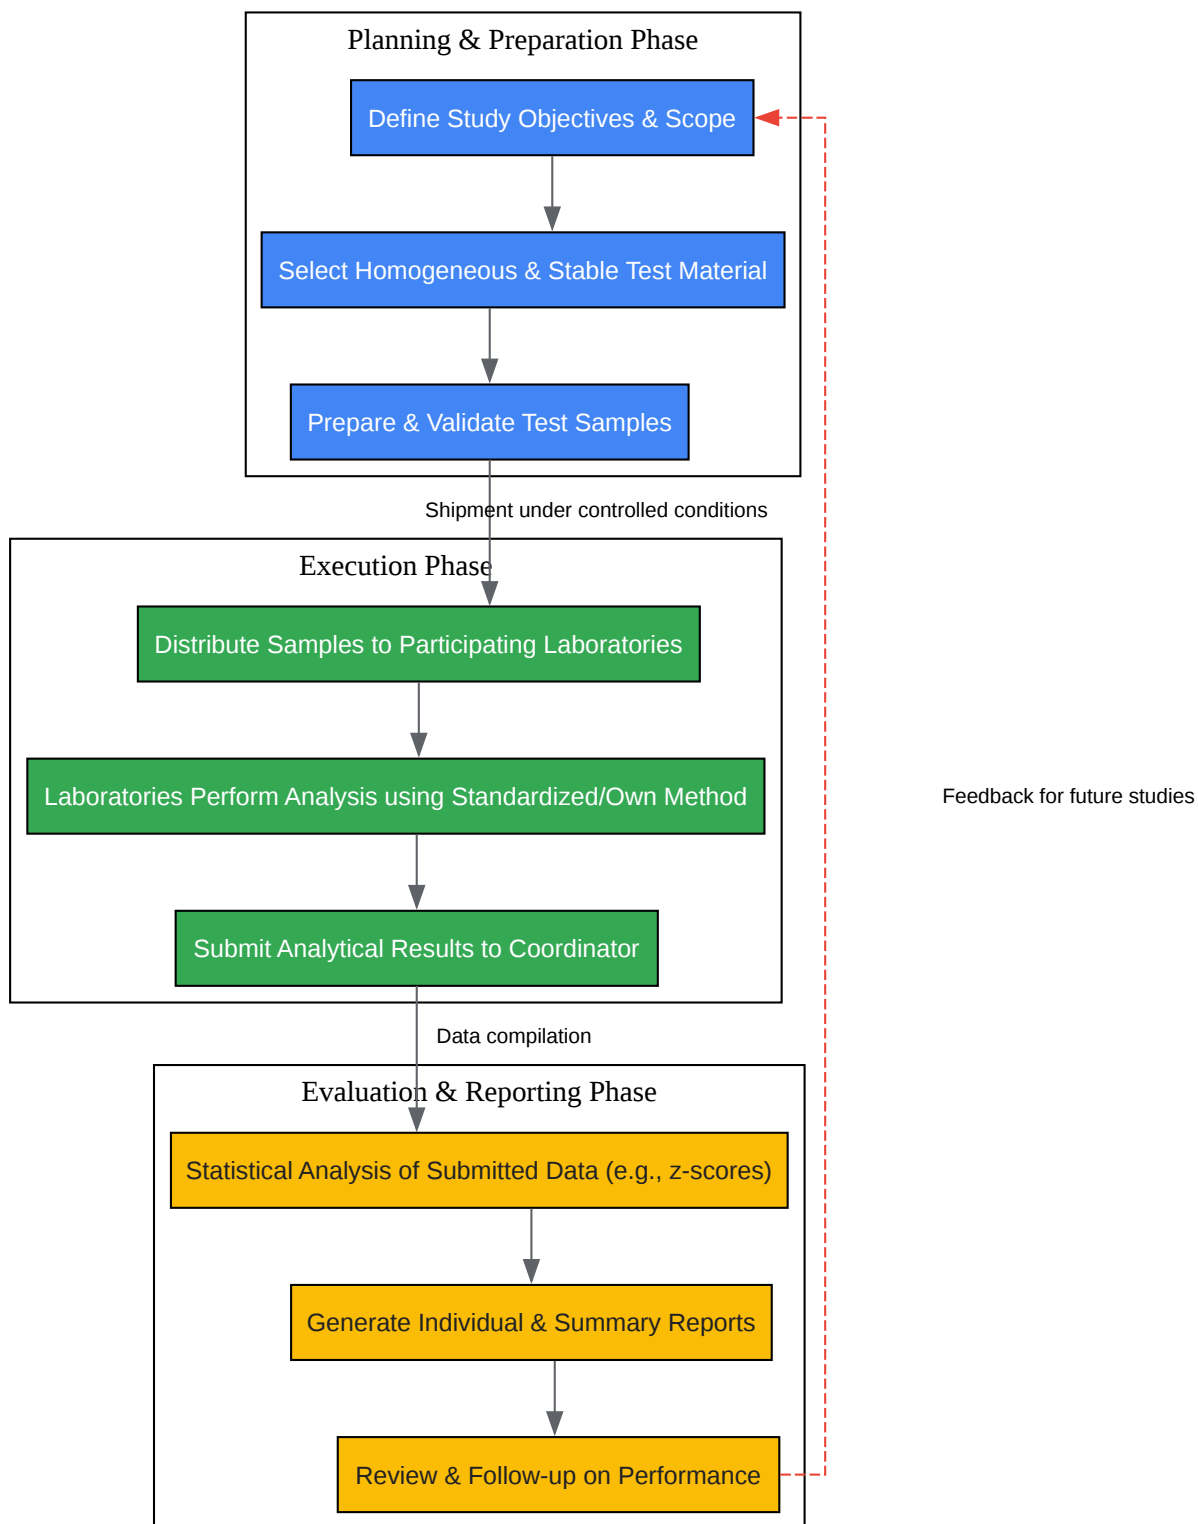 Planning & Preparation Phase
Define Study Objectives & Scope
Select Homogeneous & Stable Test Material
Prepare & Validate Test Samples
Shipment under controlled conditions
Execution Phase
Distribute Samples to Participating Laboratories
Laboratories Perform Analysis using Standardized/Own Method
Feedback for future studies
Submit Analytical Results to Coordinator
Data compilation
Evaluation & Reporting Phase
Statistical Analysis of Submitted Data (e.g., z-scores)
Generate Individual & Summary Reports
Review & Follow-up on Performance